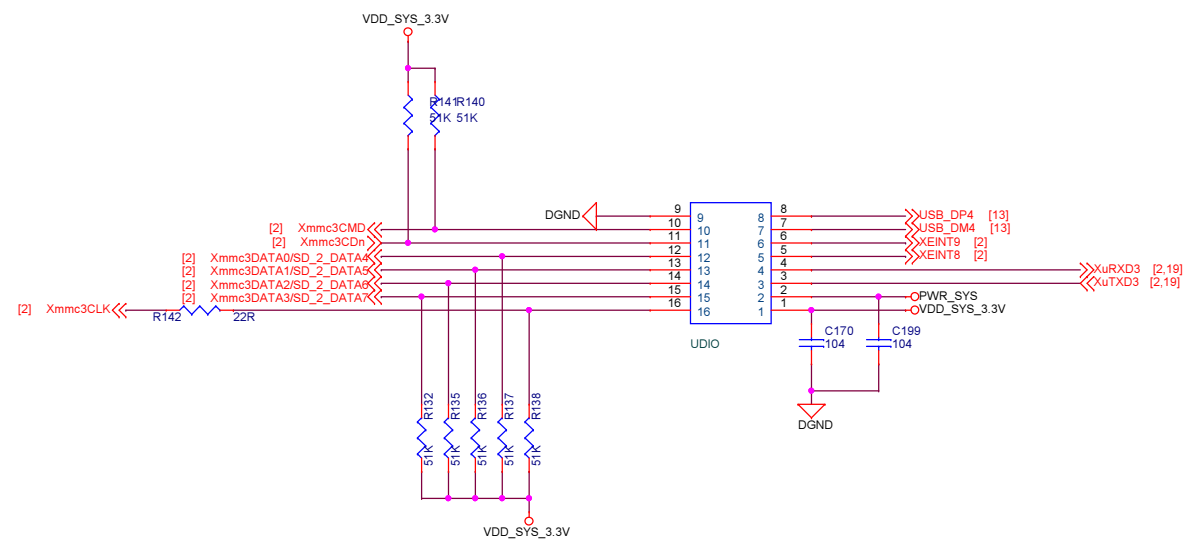 VDD_SYS_3.3V
R141 R140
51K 51K
DGND 9 9 8 8 USB_DP4 [13]
[2] Xmmc3CMD 10 10 7 7 USB_DM4 [13]
[2] Xmmc3CDn 11 11 6 6 XEINT9 [2]
[2] Xmmc3DATA0/SD_2_DATA4 12 12 5 5 XEINT8 [2]
[2] Xmmc3DATA1/SD_2_DATA5 13 13 4 4 XuRXD3 [2,19]
[2] Xmmc3DATA2/SD_2_DATA6 14 14 3 3 XuTXD3 [2,19]
[2] Xmmc3DATA3/SD_2_DATA7 15 15 2 2 PWR_SYS
[2] Xmmc3CLK 16 16 1 1 VDD_SYS_3.3V
R142 22R
UDIO
C170 C199
104 104
R132 R135 R136 R137 R138
51K 51K 51K 51K 51K
DGND
VDD_SYS_3.3V